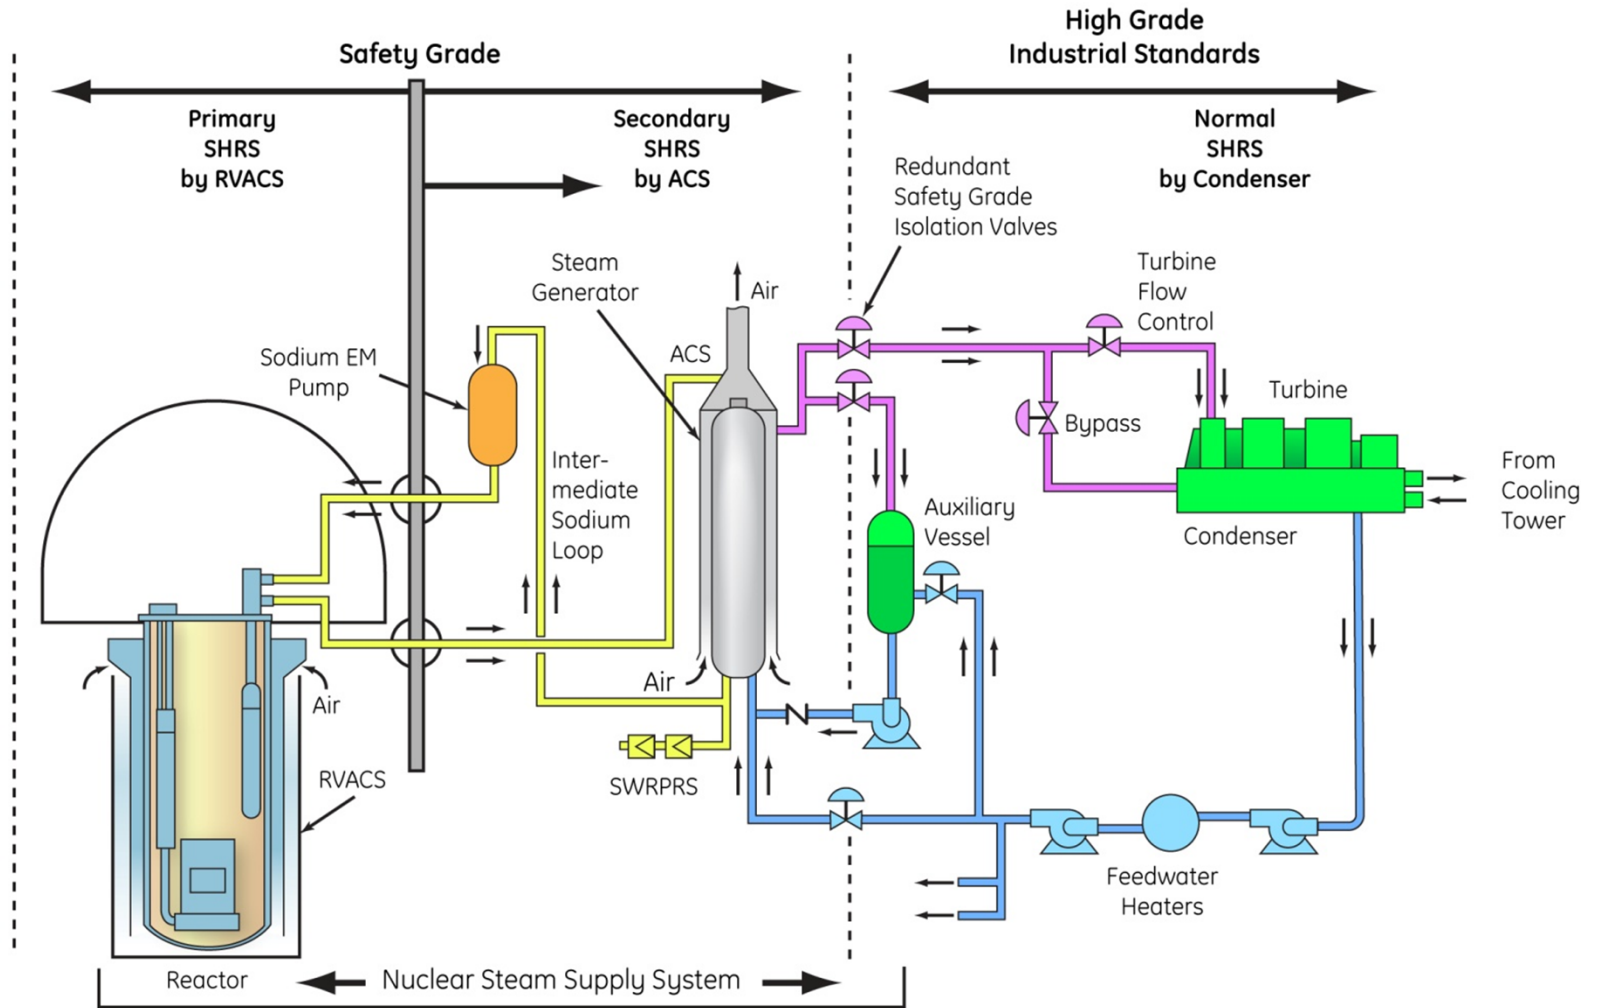 High Grade
Industrial Standards
Safety Grade
Primary
SHRS
by RVACS
Secondary
SHRS
by ACS
Normal
SHRS
by Condenser
Redundant
Safety Grade
Isolation Valves
Steam
Generator
Air
Turbine
Flow
Control
Sodium EM
Pump
ACS
Turbine
Bypass
Inter-
mediate
Sodium
Loop
From
Cooling
Tower
Auxiliary
Vessel
Condenser
Air
Air
RVACS
SWRPRS
Feedwater
Heaters
Reactor
Nuclear Steam Supply System